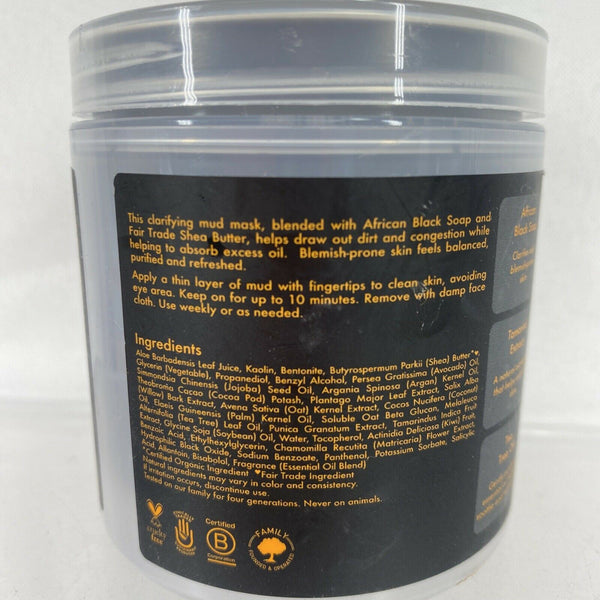 This clarifying mud mask, blended with African Black Soap and
Fair Trade Shea Butter, helps draw out dirt and congestion while
helping to absorb excess oil. Blemish-prone skin feels balanced,
purified and refreshed.
Apply a thin layer of mud with fingertips to clean skin, avoiding
eye area. Keep on for up to 10 minutes. Remove with damp face
cloth. Use weekly or as needed.
Ingredients
Aloe Barbadensis Leaf Juice, Kaolin, Bentonite, Butyrospermum Parkii (Shea) Butter*♥,
Glycerin (Vegetable), Propanediol, Benzyl Alcohol, Persea Gratissima (Avocado) Oil,
Simmondsia Chinensis (Jojoba) Seed Oil, Argania Spinosa (Argan) Kernel Oil,
Theobroma Cacao (Cocoa Pod) Potash, Plantago Major Leaf Extract, Salix Alba
(Willow) Bark Extract, Avena Sativa (Oat) Kernel Extract, Cocos Nucifera (Coconut)
Oil, Elaeis Guineensis (Palm) Kernel Oil, Soluble Oat Beta Glucan, Melaleuca
Alternifolia (Tea Tree) Leaf Oil, Punica Granatum Extract, Tamarindus Indica Fruit
Extract, Glycine Soja (Soybean) Oil, Water, Tocopherol, Actinidia Deliciosa (Kiwi) Fruit,
Benzoic Acid, Ethylhexylglycerin, Chamomilla Recutita (Matricaria) Flower Extract,
Hydrophilic Black Oxide, Sodium Benzoate, Panthenol, Potassium Sorbate, Salicylic
Acid, Allantoin, Bisabolol, Fragrance (Essential Oil Blend)
*Certified Organic Ingredient ♥Fair Trade Ingredient
Natural ingredients may vary in color and consistency.
If irritation occurs, discontinue use.
Tested on our family for four generations. Never on animals.
cruelty
free
Certified
B
Corporation
FAMILY
FOUNDED & OPERATED
African
Black Soap
Tamarind
Extract
A natural